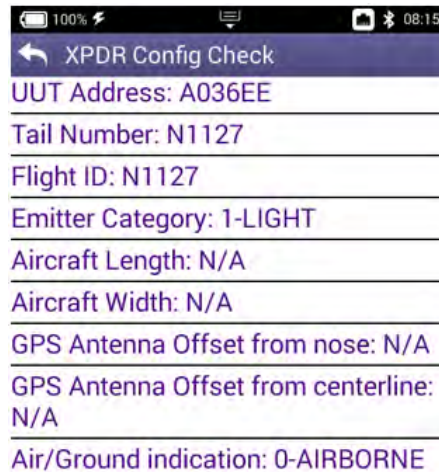 100% 08:15
XPDR Config Check
UUT Address: A036EE
Tail Number: N1127
Flight ID: N1127
Emitter Category: 1-LIGHT
Aircraft Length: N/A
Aircraft Width: N/A
GPS Antenna Offset from nose: N/A
GPS Antenna Offset from centerline:
N/A
Air/Ground indication: 0-AIRBORNE